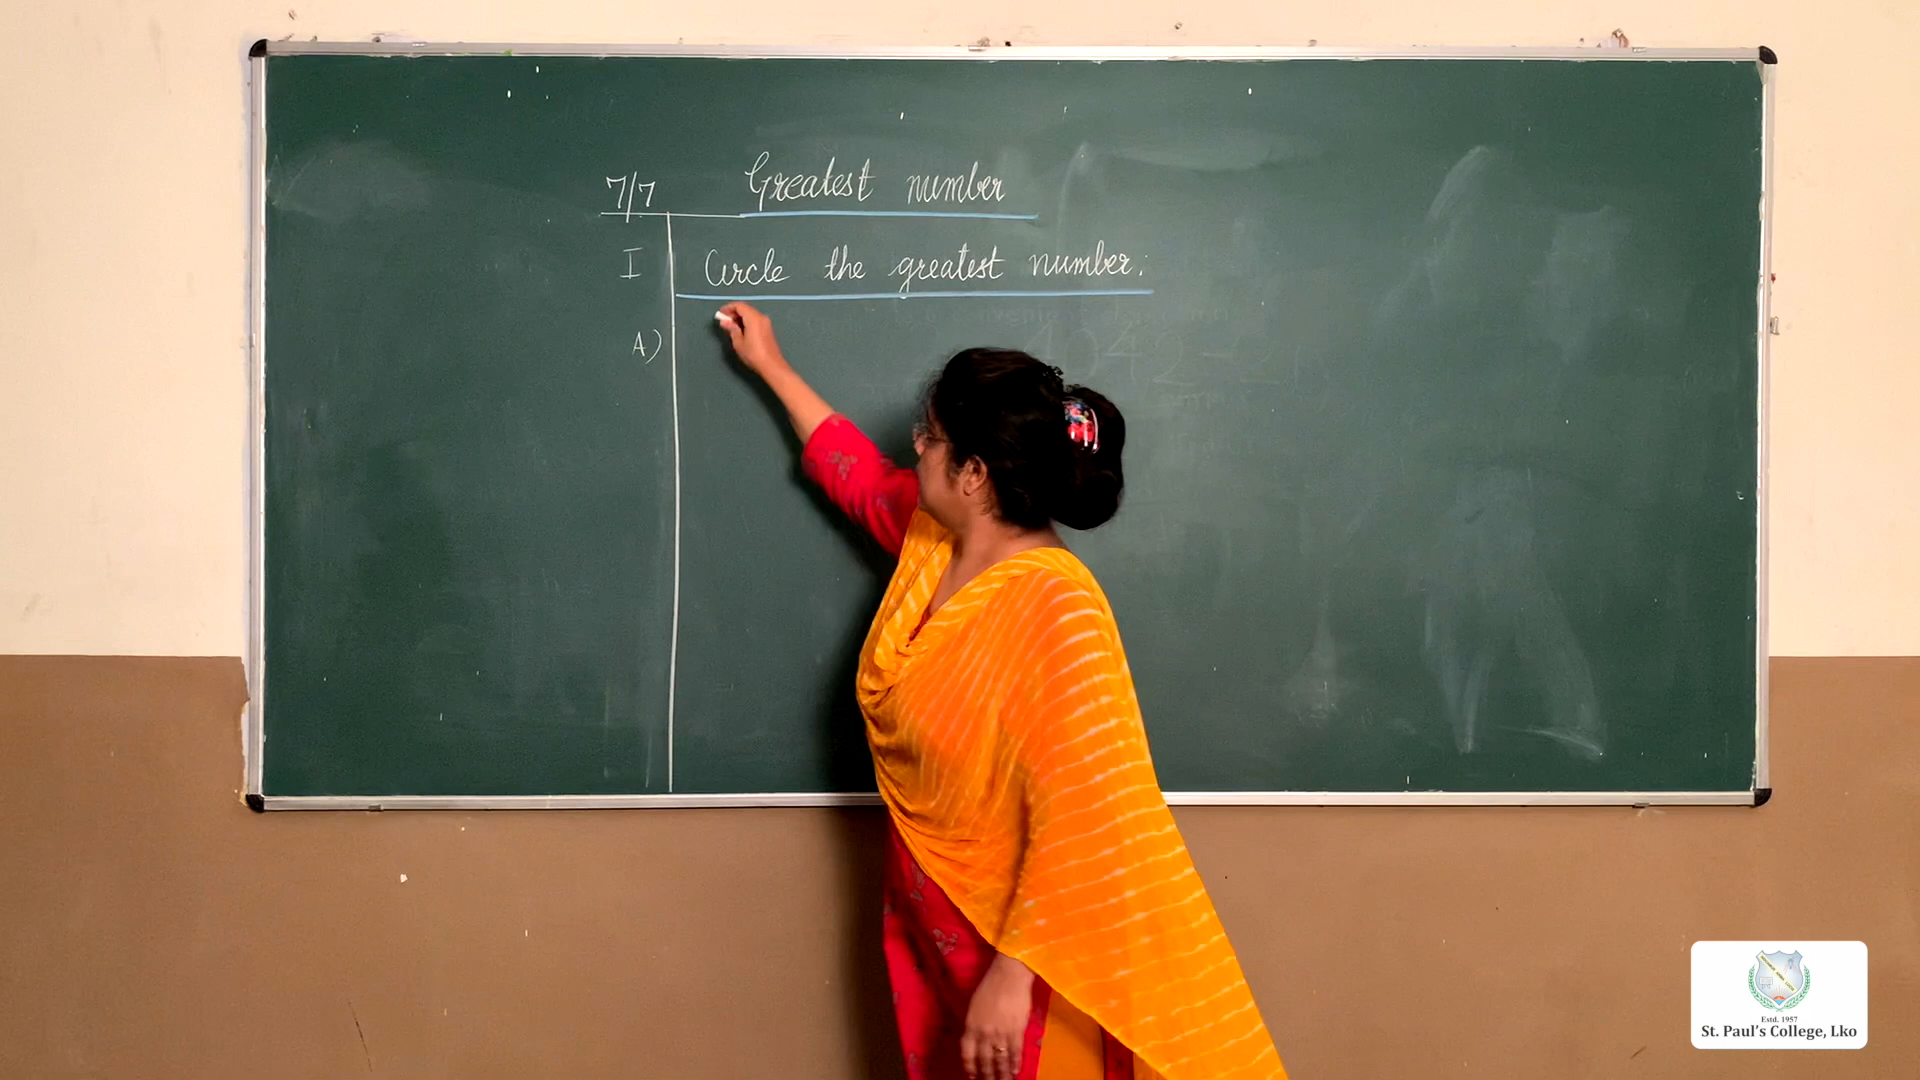 7/7 Greatest number
I Circle the greatest number.
A)
Estd. 1957
St. Paul's College, Lko